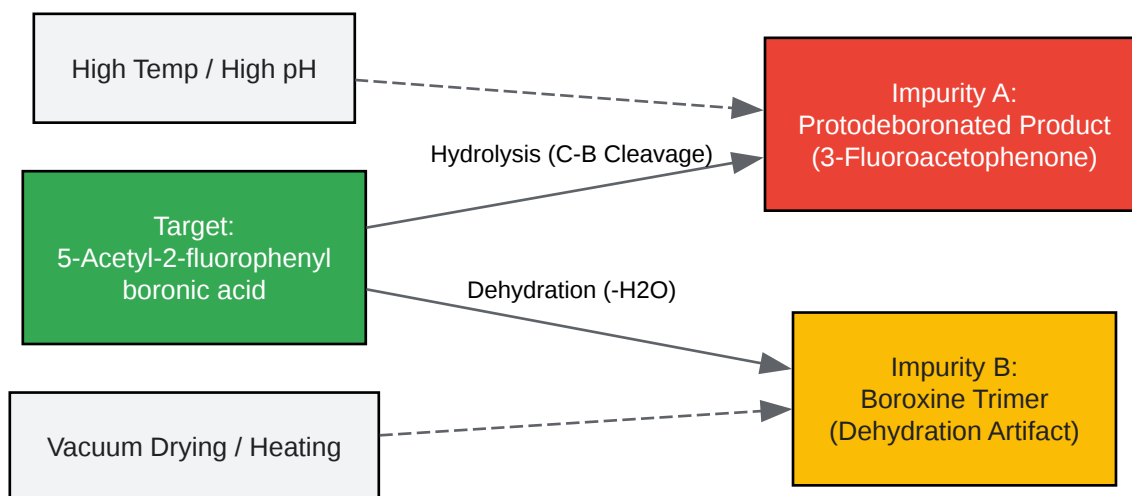 High Temp / High pH
Impurity A:
Protodeboronated Product
(3-Fluoroacetophenone)
Hydrolysis (C-B Cleavage)
Target:
5-Acetyl-2-fluorophenyl
boronic acid
Dehydration (-H2O)
Impurity B:
Boroxine Trimer
(Dehydration Artifact)
Vacuum Drying / Heating